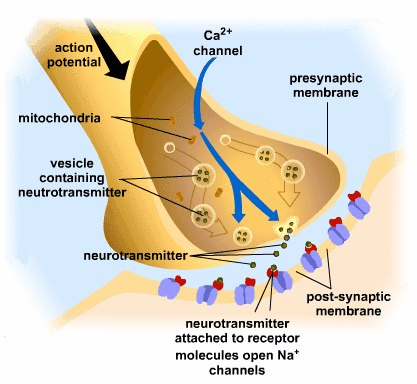 action
potential
Ca2+
channel
presynaptic
membrane
mitochondria
vesicle
containing
neutrotransmitter
neurotransmitter
post-synaptic
membrane
neurotransmitter
attached to receptor
molecules open Na+
channels